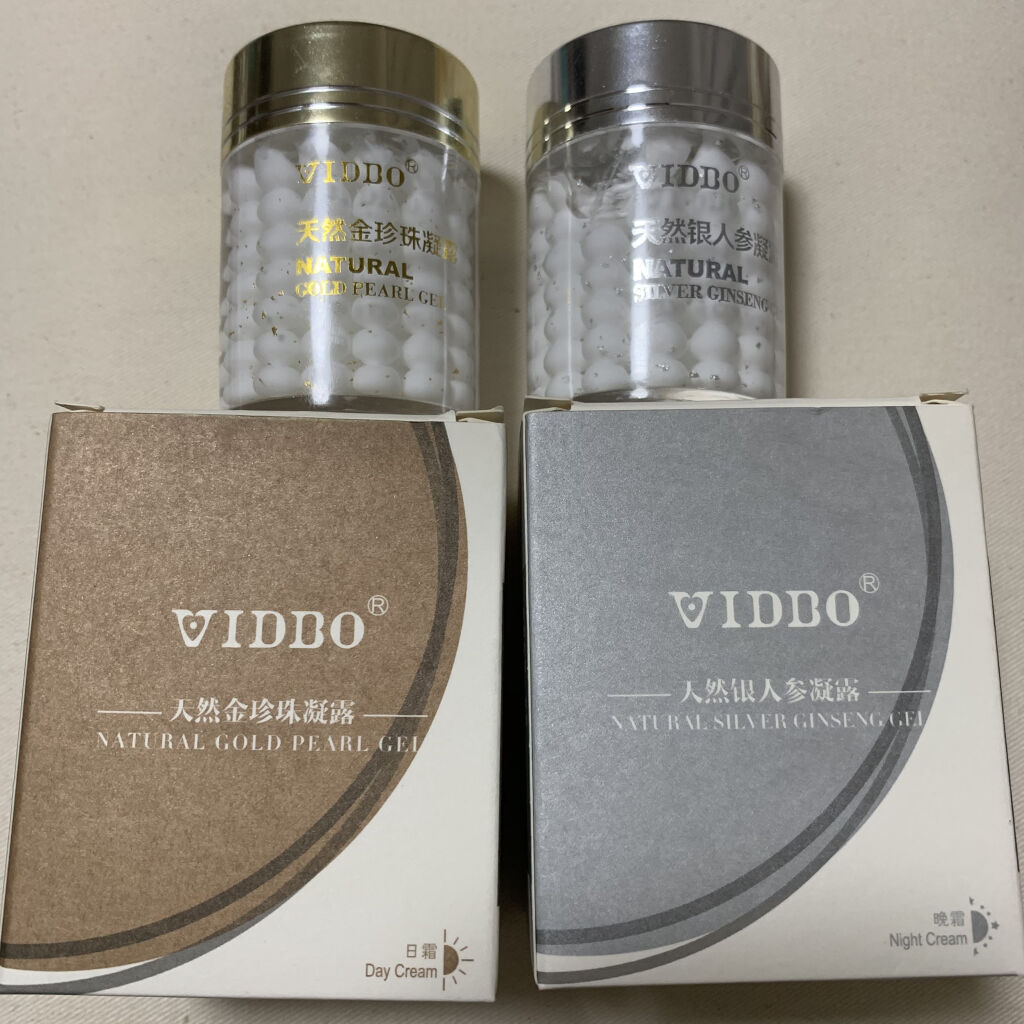 VIDBO®
天然金珍珠凝露
NATURAL
GOLD PEARL GEL
VIDBO®
天然银人参凝
NATURAL
SILVER GINSENG
VIDBO®
天然金珍珠凝露
NATURAL GOLD PEARL GEL
日霜
Day Cream
VIDBO®
天然银人参凝露
NATURAL SILVER GINSENG GEL
晚霜
Night Cream